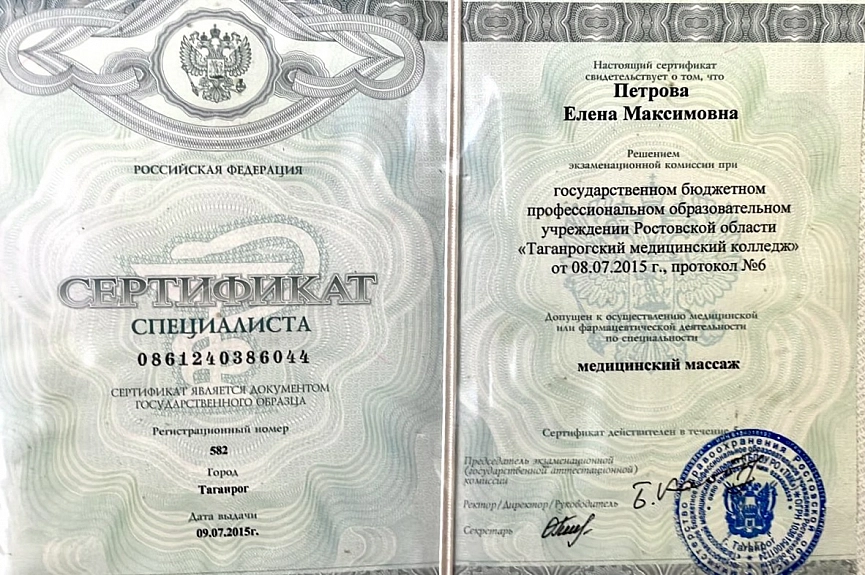 РОССИЙСКАЯ ФЕДЕРАЦИЯ
СЕРТИФИКАТ
СПЕЦИАЛИСТА
0861240386044
СЕРТИФИКАТ ЯВЛЯЕТСЯ ДОКУМЕНТОМ
ГОСУДАРСТВЕННОГО ОБРАЗЦА
Регистрационный номер
582
Город
Таганрог
Дата выдачи
09.07.2015г.
Настоящий сертификат
свидетельствует о том, что
Петрова
Елена Максимовна
Решением
экзаменационной комиссии при
государственном бюджетном
профессиональном образовательном
учреждении Ростовской области
«Таганрогский медицинский колледж»
от 08.07.2015 г., протокол №6
Допущен к осуществлению медицинской
или фармацевтической деятельности
по специальности
медицинский массаж
Сертификат действителен в течение
Председатель экзаменационной
(государственной аттестационной)
комиссии
Ректор/Директор/Руководитель
Секретарь
г. Таганрог